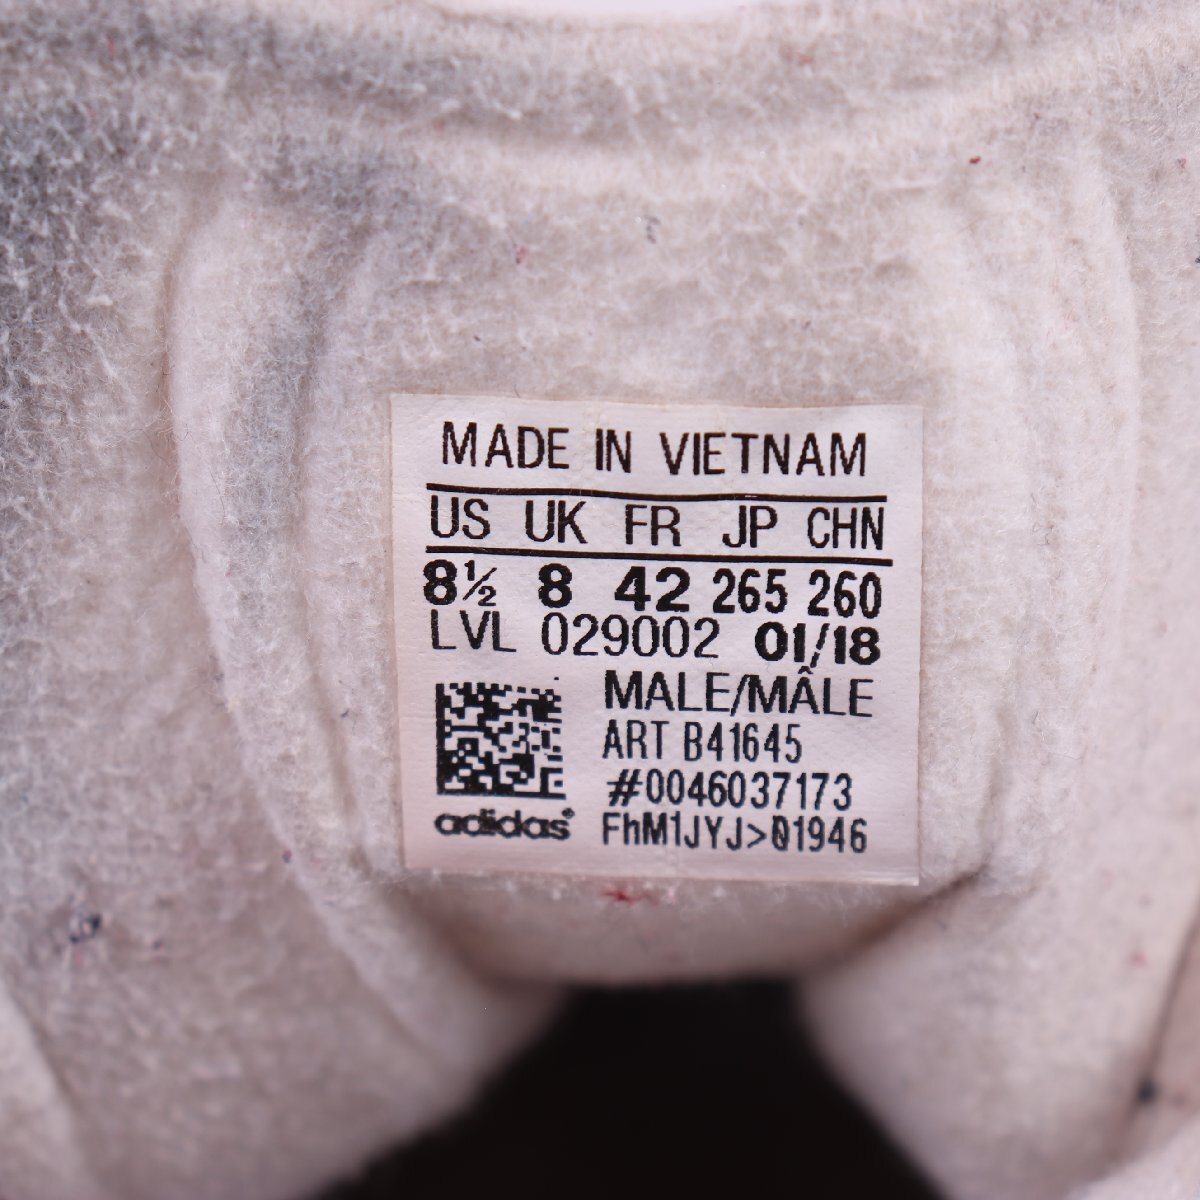 MADE IN VIETNAM
US UK FR JP CHN
8½ 8 42 265 260
LVL 029002 01/18
MALE/MÂLE
ART B41645
#0046037173
adidas® FhM1JYJ>01946